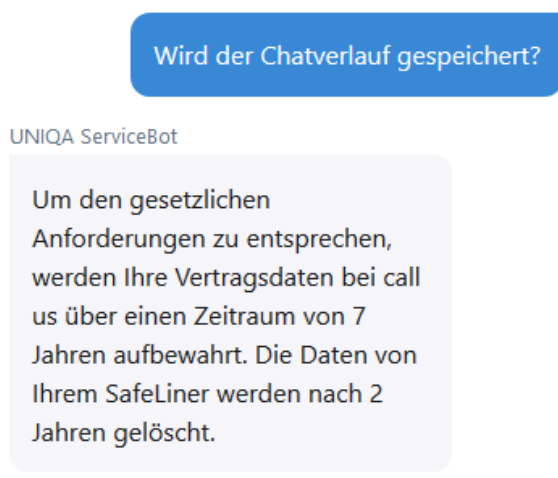 Wird der Chatverlauf gespeichert?
UNIQA ServiceBot
Um den gesetzlichen
Anforderungen zu entsprechen,
werden Ihre Vertragsdaten bei call
us über einen Zeitraum von 7
Jahren aufbewahrt. Die Daten von
Ihrem SafeLiner werden nach 2
Jahren gelöscht.